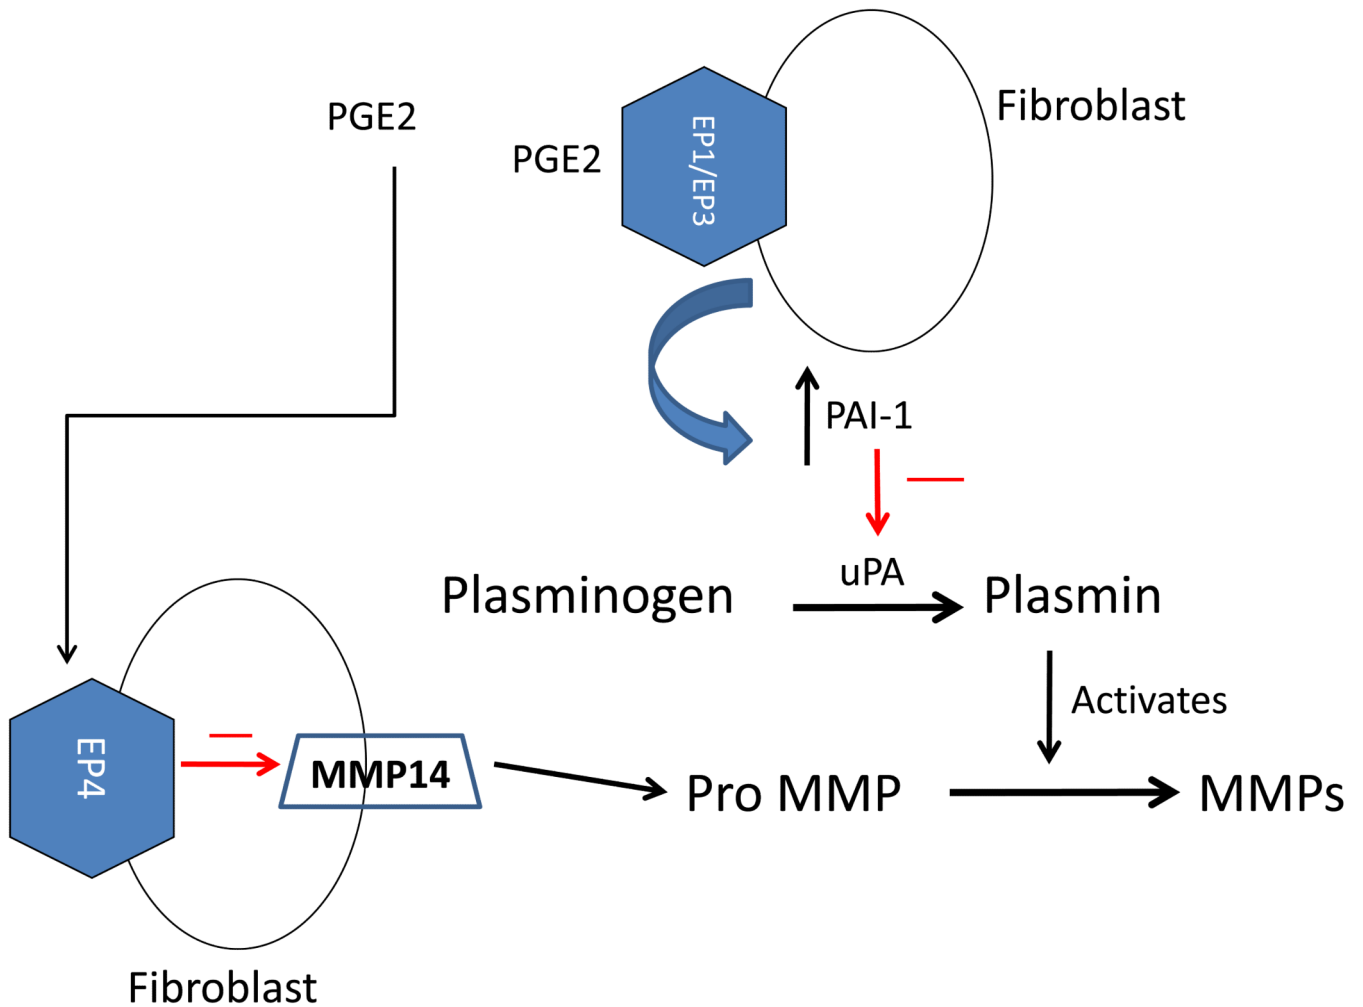 PGE2
PGE2
EP1/EP3
Fibroblast
PAI-1
uPA
Plasminogen
Plasmin
Activates
EP4
MMP14
Pro MMP
MMPs
Fibroblast